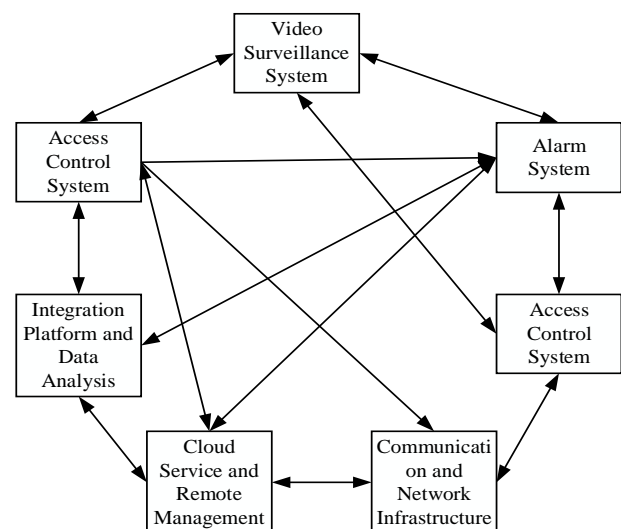 Video
Surveillance
System
Access
Control
System
Alarm
System
Integration
Platform and
Data
Analysis
Access
Control
System
Cloud
Service and
Remote
Management
Communicati
on and
Network
Infrastructure